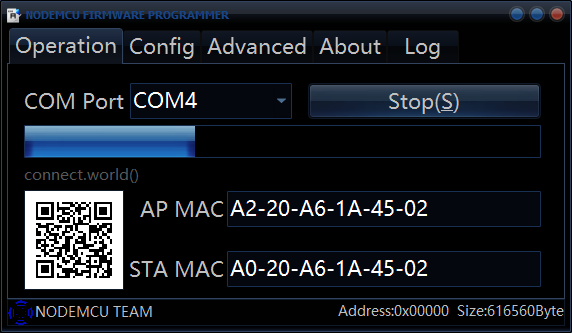 NODEMCU FIRMWARE PROGRAMMER
Operation Config Advanced About Log
COM Port COM4 Stop(S)
connect.world()
AP MAC A2-20-A6-1A-45-02
STA MAC A0-20-A6-1A-45-02
NODEMCU TEAM Address:0x00000 Size:616560Byte